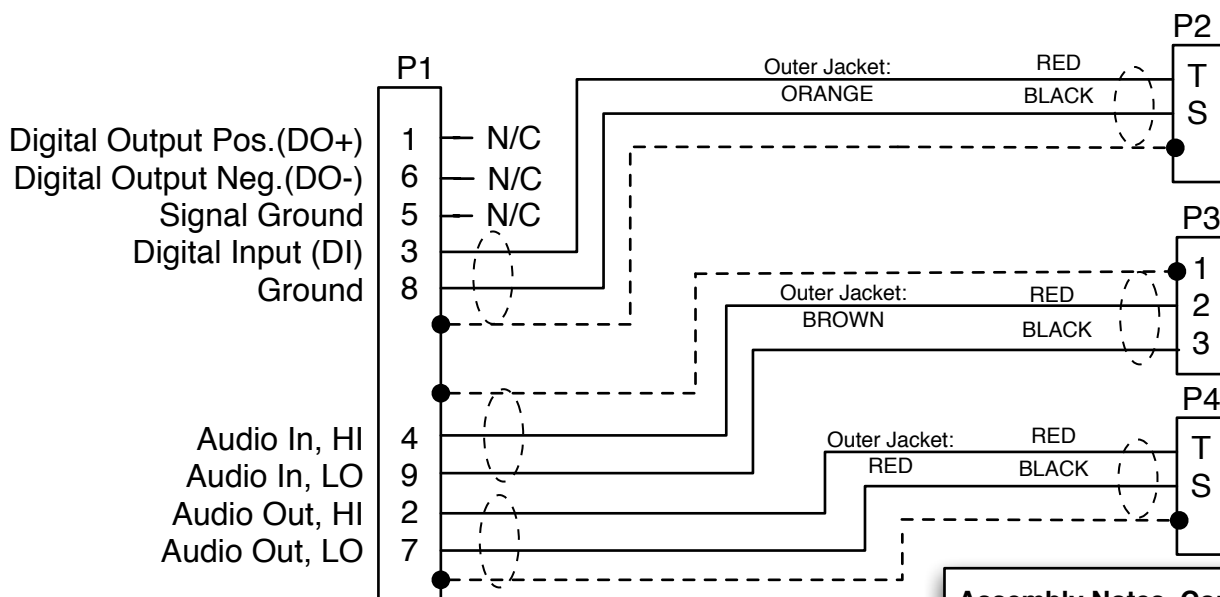 P2
P1
Outer Jacket: RED T
ORANGE BLACK S
Digital Output Pos.(DO+) 1 N/C
Digital Output Neg.(DO-) 6 N/C
Signal Ground 5 N/C
Digital Input (DI) 3
Ground 8
P3
1
Outer Jacket: RED 2
BROWN BLACK 3
P4
Audio In, HI 4 Outer Jacket: RED T
Audio In, LO 9 RED BLACK S
Audio Out, HI 2
Audio Out, LO 7
Assembly Notes